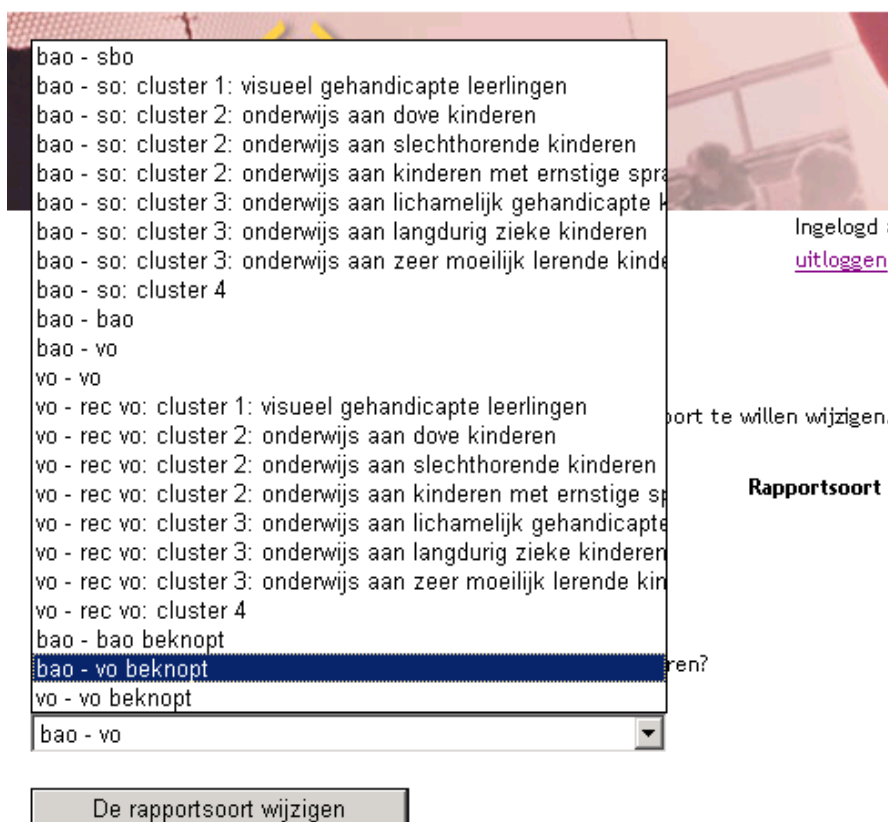 bao - sbo
bao - so: cluster 1: visueel gehandicapte leerlingen
bao - so: cluster 2: onderwijs aan dove kinderen
bao - so: cluster 2: onderwijs aan slechthorende kinderen
bao - so: cluster 2: onderwijs aan kinderen met ernstige spra
bao - so: cluster 3: onderwijs aan lichamelijk gehandicapte k
bao - so: cluster 3: onderwijs aan langdurig zieke kinderen
bao - so: cluster 3: onderwijs aan zeer moeilijk lerende kinde
bao - so: cluster 4
bao - bao
bao - vo
vo - vo
vo - rec vo: cluster 1: visueel gehandicapte leerlingen
vo - rec vo: cluster 2: onderwijs aan dove kinderen
vo - rec vo: cluster 2: onderwijs aan slechthorende kinderen
vo - rec vo: cluster 2: onderwijs aan kinderen met ernstige sp
vo - rec vo: cluster 3: onderwijs aan lichamelijk gehandicapte
vo - rec vo: cluster 3: onderwijs aan langdurig zieke kinderen
vo - rec vo: cluster 3: onderwijs aan zeer moeilijk lerende kin
vo - rec vo: cluster 4
bao - bao beknopt
bao - vo beknopt
vo - vo beknopt
bao - vo
De rapportsoort wijzigen
Ingelogd
uitloggen
oort te willen wijzigen.
Rapportsoort
ren?